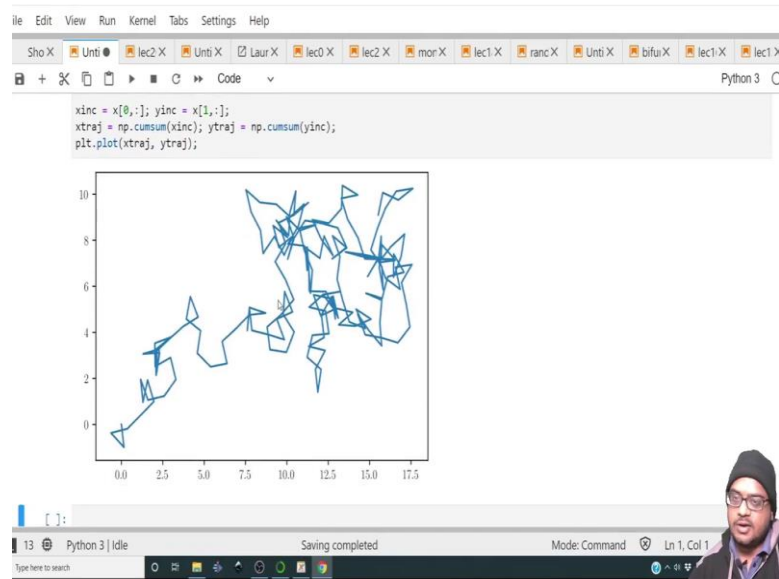 ile Edit View Run Kernel Tabs Settings Help
Sho X Unti lec2 X Unti X Laur X lec0 X lec2 X mor X lec1 X ranc X Unti X bifur X lec1 X lec1 X
Code Python 3
xinc = x[0,:]; yinc = x[1,:];
xtraj = np.cumsum(xinc); ytraj = np.cumsum(yinc);
plt.plot(xtraj, ytraj);
10
8
6
4
2
0
0.0 2.5 5.0 7.5 10.0 12.5 15.0 17.5
[ ]:
13 Python 3 | Idle Saving completed Mode: Command Ln 1, Col 1
Type here to search